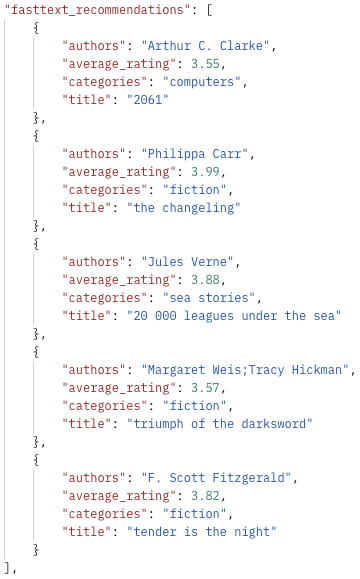 "fasttext_recommendations": [
{
"authors": "Arthur C. Clarke",
"average_rating": 3.55,
"categories": "computers",
"title": "2061"
},
{
"authors": "Philippa Carr",
"average_rating": 3.99,
"categories": "fiction",
"title": "the changeling"
},
{
"authors": "Jules Verne",
"average_rating": 3.88,
"categories": "sea stories",
"title": "20 000 leagues under the sea"
},
{
"authors": "Margaret Weis;Tracy Hickman",
"average_rating": 3.57,
"categories": "fiction",
"title": "triumph of the darksword"
},
{
"authors": "F. Scott Fitzgerald",
"average_rating": 3.82,
"categories": "fiction",
"title": "tender is the night"
}
],